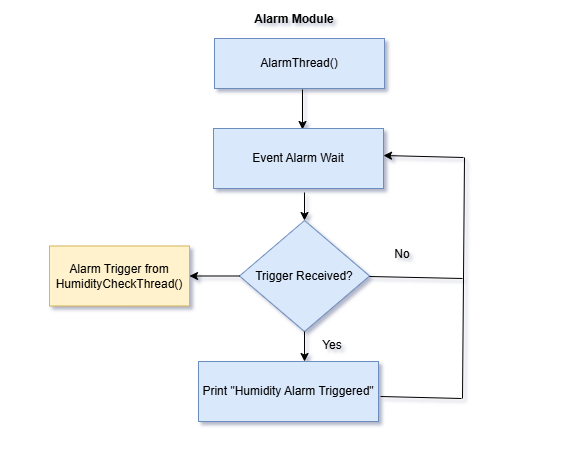 Alarm Module
AlarmThread()
Event Alarm Wait
No
Trigger Received?
Alarm Trigger from
HumidityCheckThread()
Yes
Print "Humidity Alarm Triggered"